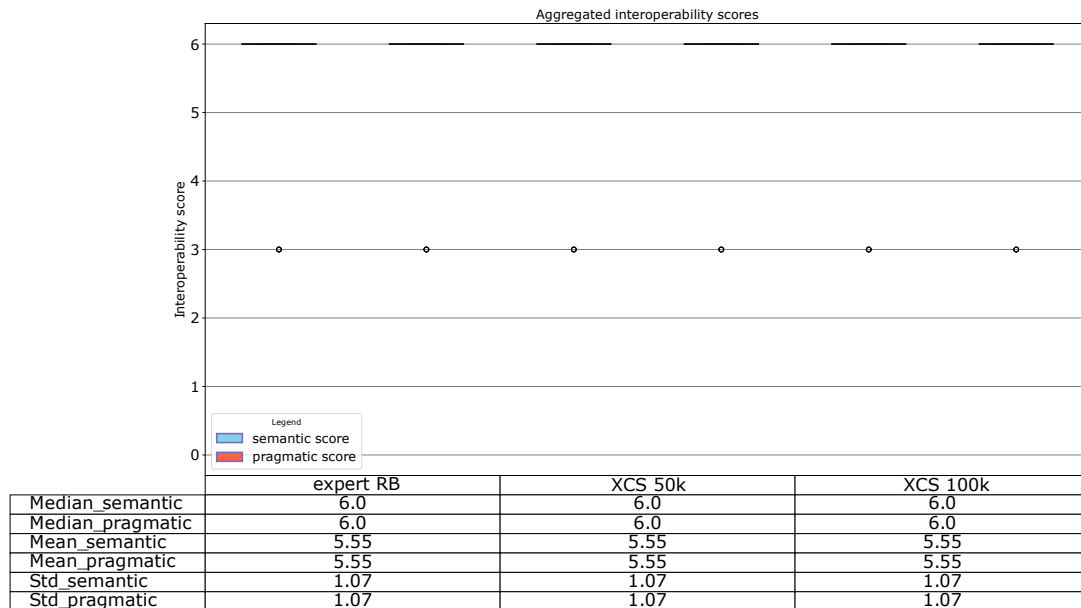 Aggregated interoperability scores
6
5
4
3
2
1
0
Interoperability score
Legend
semantic score
pragmatic score
expert RB XCS 50k XCS 100k
Median_semantic 6.0 6.0 6.0
Median_pragmatic 6.0 6.0 6.0
Mean_semantic 5.55 5.55 5.55
Mean_pragmatic 5.55 5.55 5.55
Std_semantic 1.07 1.07 1.07
Std_pragmatic 1.07 1.07 1.07